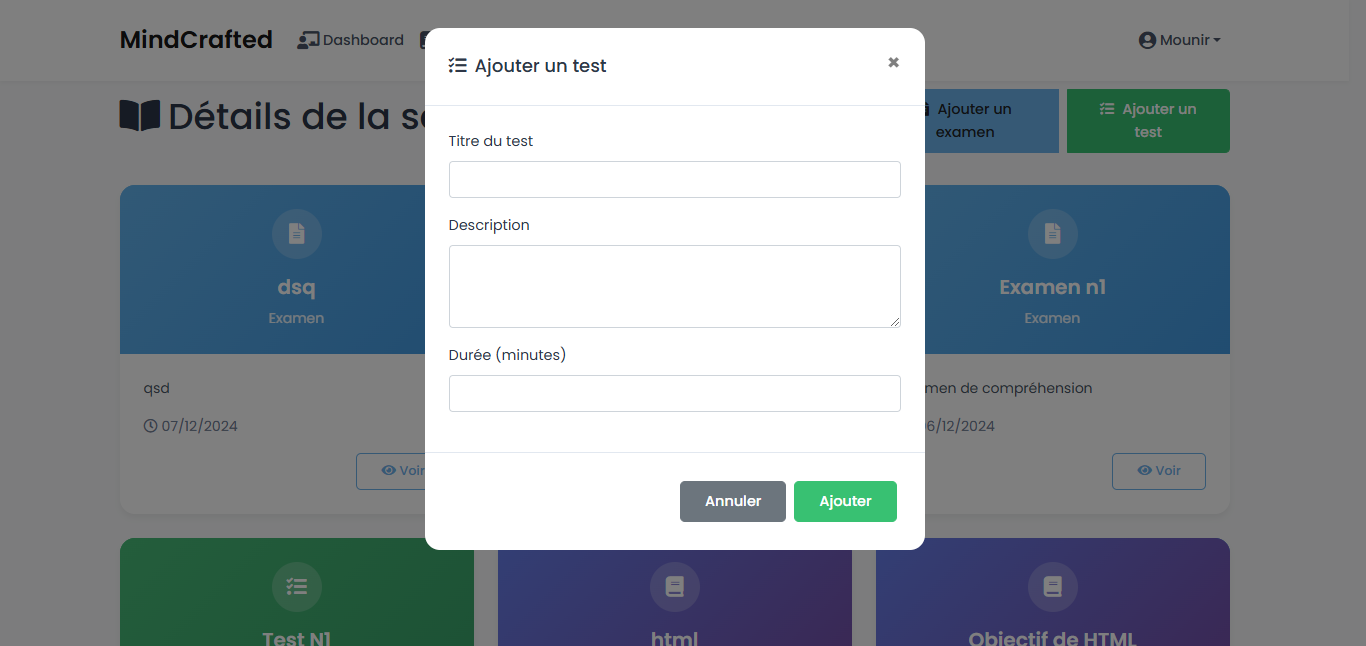 MindCrafted
Dashboard
Mounir
Ajouter un test
×
Détails de la
Ajouter un
examen
Ajouter un
test
Titre du test
Description
Durée (minutes)
Annuler
Ajouter
dsq
Examen
qsd
07/12/2024
Voir
Examen n1
Examen
de compréhension
6/12/2024
Voir
Test N1
html
Objectif de HTML